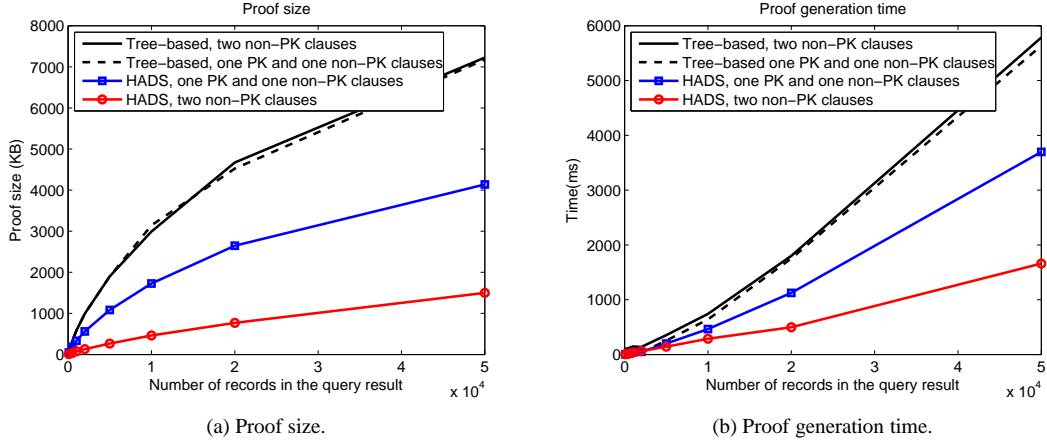 Proof size
8000
7000
6000
5000
4000
3000
2000
1000
0
Proof size (KB)
Tree−based, two non−PK clauses
Tree−based, one PK and one non−PK clauses
HADS, one PK and one non−PK clauses
HADS, two non−PK clauses
0 1 2 3 4 5
x 10^4
Number of records in the query result
(a) Proof size.
Proof generation time
6000
5000
4000
3000
2000
1000
0
Time(ms)
Tree−based, two non−PK clauses
Tree−based one PK and one non−PK clauses
HADS, one PK and one non−PK clauses
HADS, two non−PK clauses
0 1 2 3 4 5
x 10^4
Number of records in the query result
(b) Proof generation time.